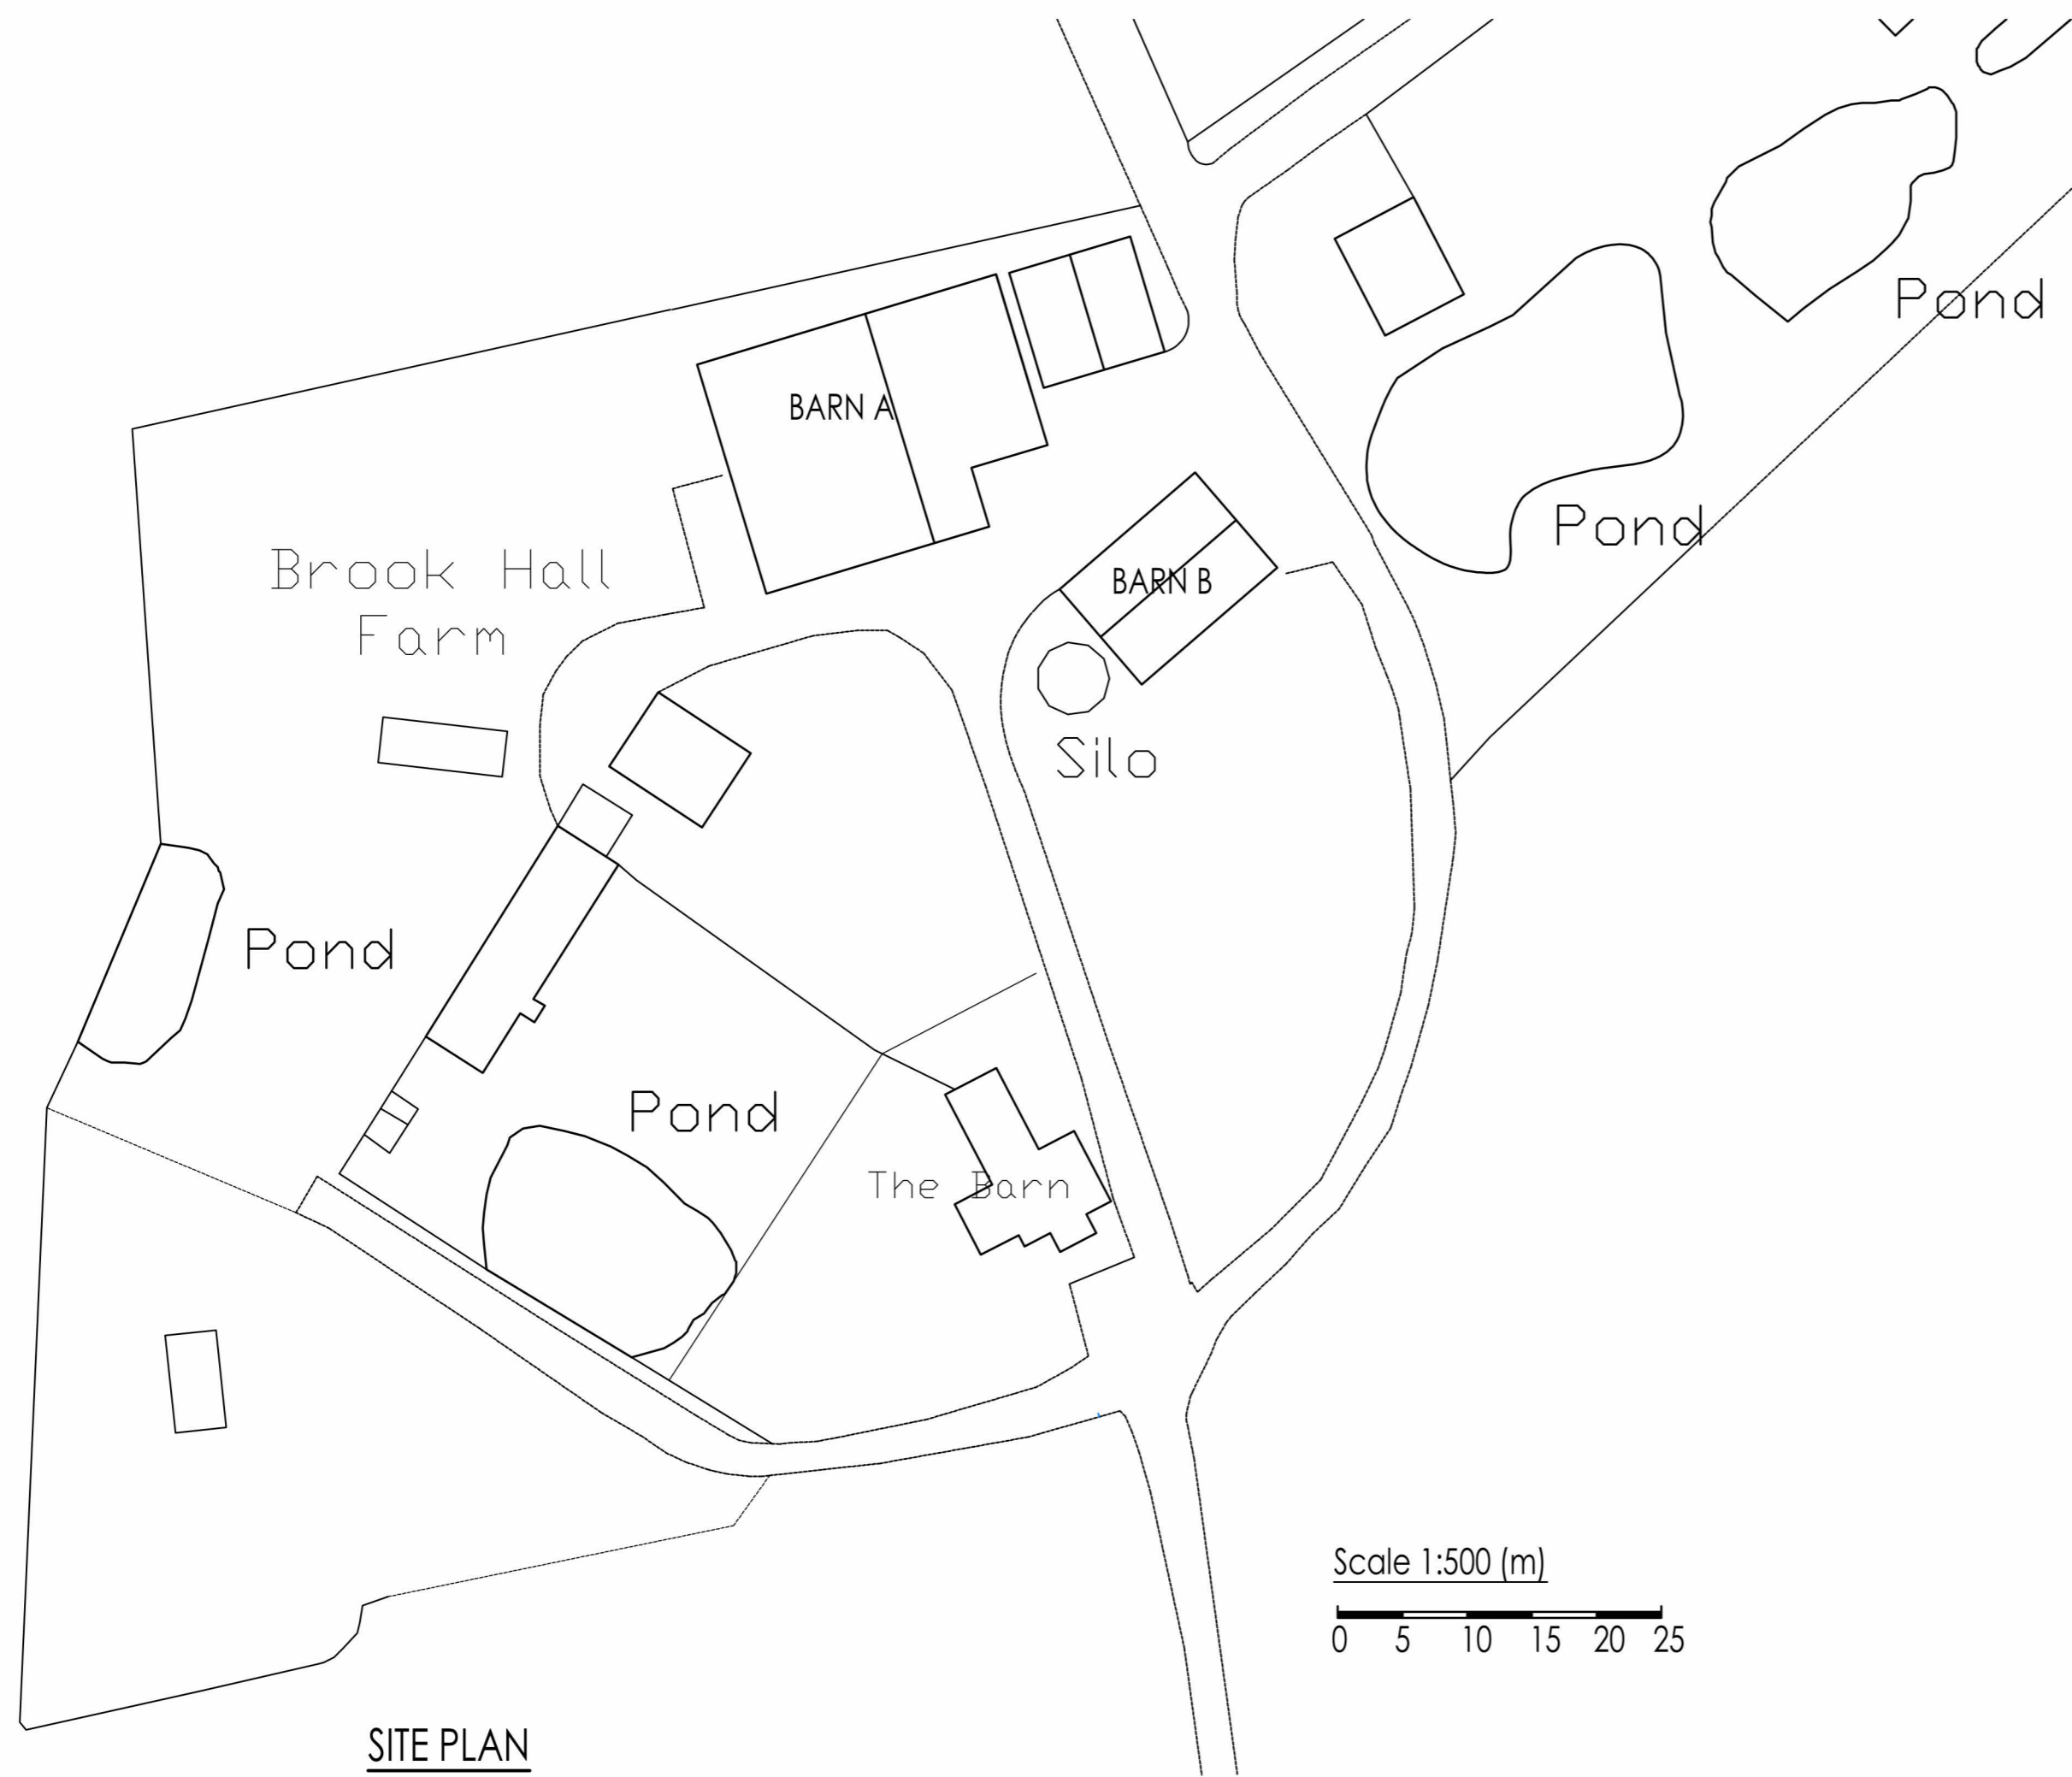 Pond
BARN A
Pond
Brook Hall
Farm
BARN B
Silo
Pond
Pond
The Barn
Scale 1:500 (m)
0 5 10 15 20 25
SITE PLAN